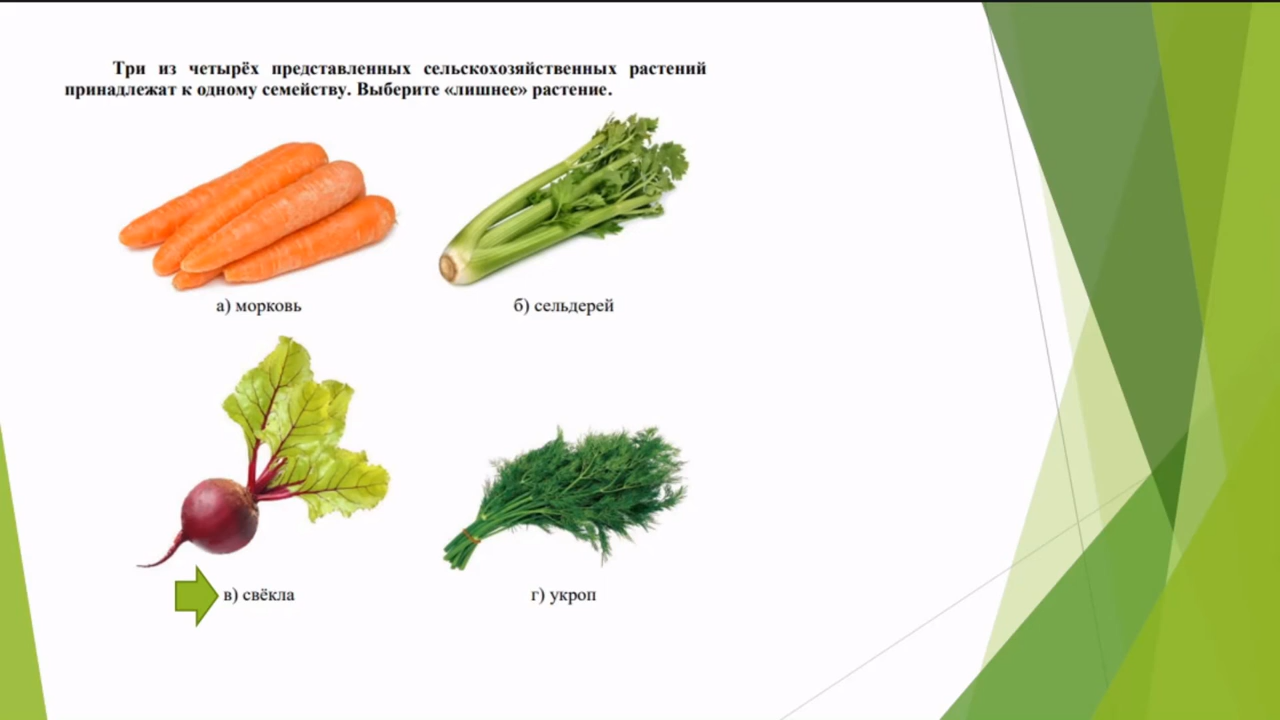 Три из четырёх представленных сельскохозяйственных растений
принадлежат к одному семейству. Выберите «лишнее» растение.
а) морковь
б) сельдерей
в) свёкла
г) укроп